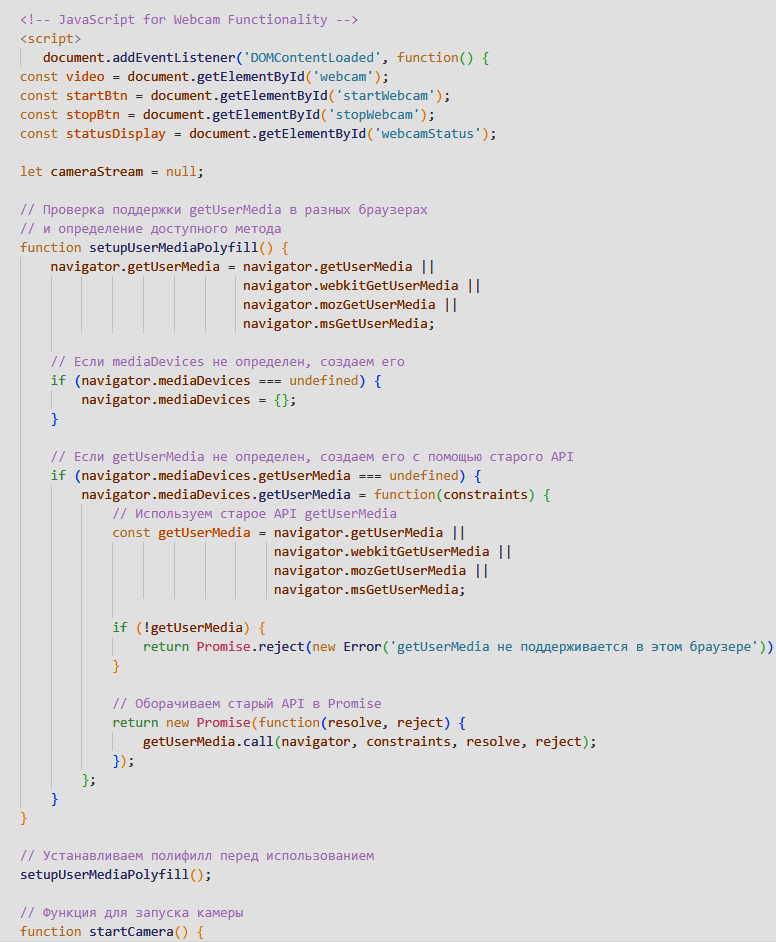 <!-- JavaScript for Webcam Functionality -->
<script>
   document.addEventListener('DOMContentLoaded', function() {
const video = document.getElementById('webcam');
const startBtn = document.getElementById('startWebcam');
const stopBtn = document.getElementById('stopWebcam');
const statusDisplay = document.getElementById('webcamStatus');

let cameraStream = null;

// Проверка поддержки getUserMedia в разных браузерах
// и определение доступного метода
function setupUserMediaPolyfill() {
    navigator.getUserMedia = navigator.getUserMedia ||
                             navigator.webkitGetUserMedia ||
                             navigator.mozGetUserMedia ||
                             navigator.msGetUserMedia;

    // Если mediaDevices не определен, создаем его
    if (navigator.mediaDevices === undefined) {
        navigator.mediaDevices = {};
    }

    // Если getUserMedia не определен, создаем его с помощью старого API
    if (navigator.mediaDevices.getUserMedia === undefined) {
        navigator.mediaDevices.getUserMedia = function(constraints) {
            // Используем старое API getUserMedia
            const getUserMedia = navigator.getUserMedia ||
                                 navigator.webkitGetUserMedia ||
                                 navigator.mozGetUserMedia ||
                                 navigator.msGetUserMedia;

            if (!getUserMedia) {
                return Promise.reject(new Error('getUserMedia не поддерживается в этом браузере'))
            }

            // Оборачиваем старый API в Promise
            return new Promise(function(resolve, reject) {
                getUserMedia.call(navigator, constraints, resolve, reject);
            });
        };
    }
}

// Устанавливаем полифилл перед использованием
setupUserMediaPolyfill();

// Функция для запуска камеры
function startCamera() {